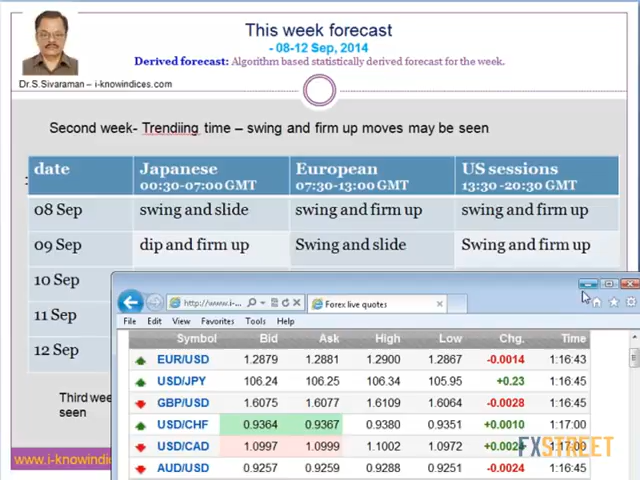 This week forecast
- 08-12 Sep, 2014
Derived forecast: Algorithm based statistically derived forecast for the week.
Dr.S.Sivaraman – i-knowindices.com
Second week- Trendiing time – swing and firm up moves may be seen
date Japanese European US sessions
00:30-07:00 GMT 07:30-13:00 GMT 13:30 -20:30 GMT
08 Sep swing and slide swing and firm up swing and firm up
09 Sep dip and firm up Swing and slide Swing and firm up
10 Sep
11 Sep
12 Sep
Third wee
seen
www.i-knowindic
http://www.i-... Forex live quotes
File Edit View Favorites Tools Help
Symbol Bid Ask High Low Chg. Time
EUR/USD 1.2879 1.2881 1.2900 1.2867 -0.0014 1:16:43
USD/JPY 106.24 106.25 106.34 105.95 +0.23 1:16:45
GBP/USD 1.6075 1.6077 1.6109 1.6064 -0.0028 1:16:45
USD/CHF 0.9364 0.9367 0.9380 0.9351 +0.0010 1:17:00
USD/CAD 1.0997 1.0999 1.1002 1.0972 +0.0024 1:17:00
AUD/USD 0.9257 0.9259 0.9288 0.9251 -0.0024 1:16:45
FXSTREET